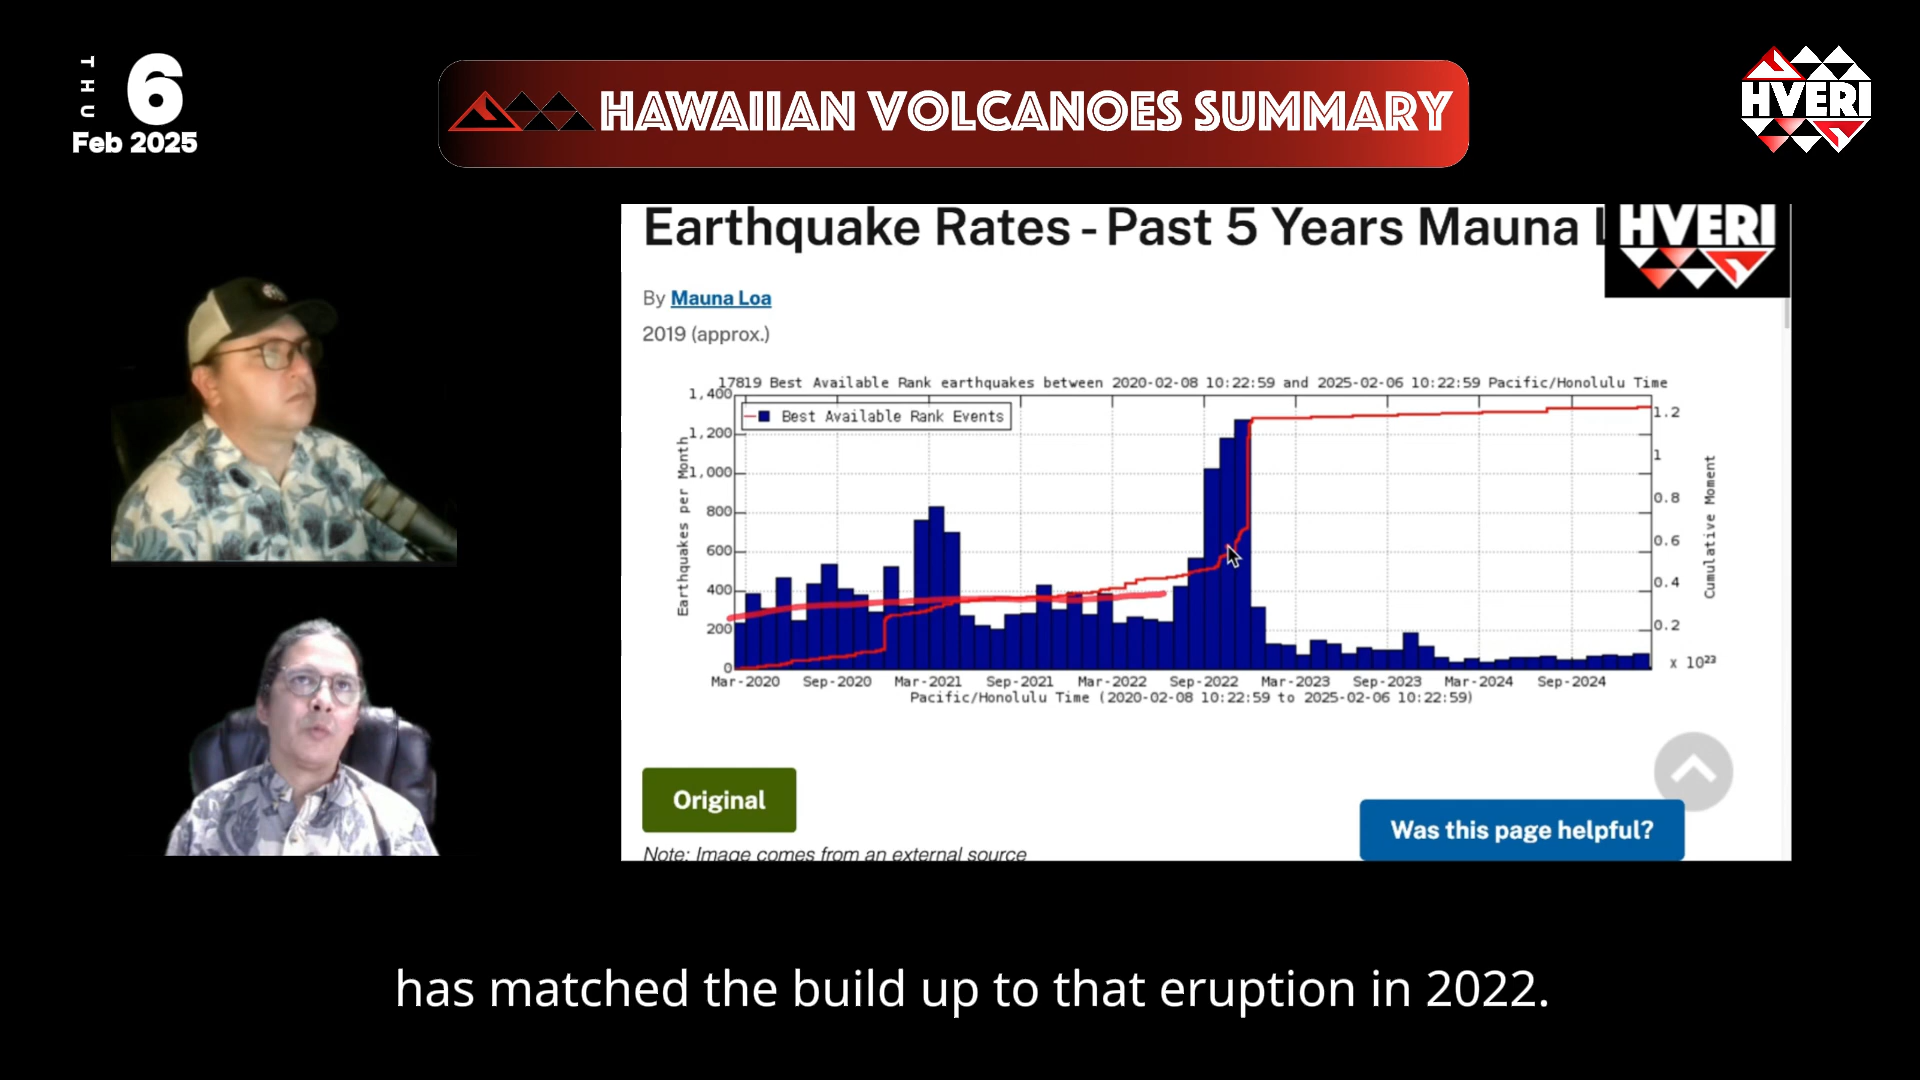 THU
6
Feb 2025
HAWAIIAN VOLCANOES SUMMARY
HVERI
Earthquake Rates - Past 5 Years Mauna
HVERI
By Mauna Loa
2019 (approx.)
17819 Best Available Rank earthquakes between 2020-02-08 10:22:59 and 2025-02-06 10:22:59 Pacific/Honolulu Time
Best Available Rank Events
Earthquakes per Month
1,400
1,200
1,000
800
600
400
200
0
1.2
1
0.8
0.6
0.4
0.2
x 10²³
Cumulative Moment
Mar-2020 Sep-2020 Mar-2021 Sep-2021 Mar-2022 Sep-2022 Mar-2023 Sep-2023 Mar-2024 Sep-2024
Pacific/Honolulu Time (2020-02-08 10:22:59 to 2025-02-06 10:22:59)
Original
Was this page helpful?
Note: Image comes from an external source
has matched the build up to that eruption in 2022.